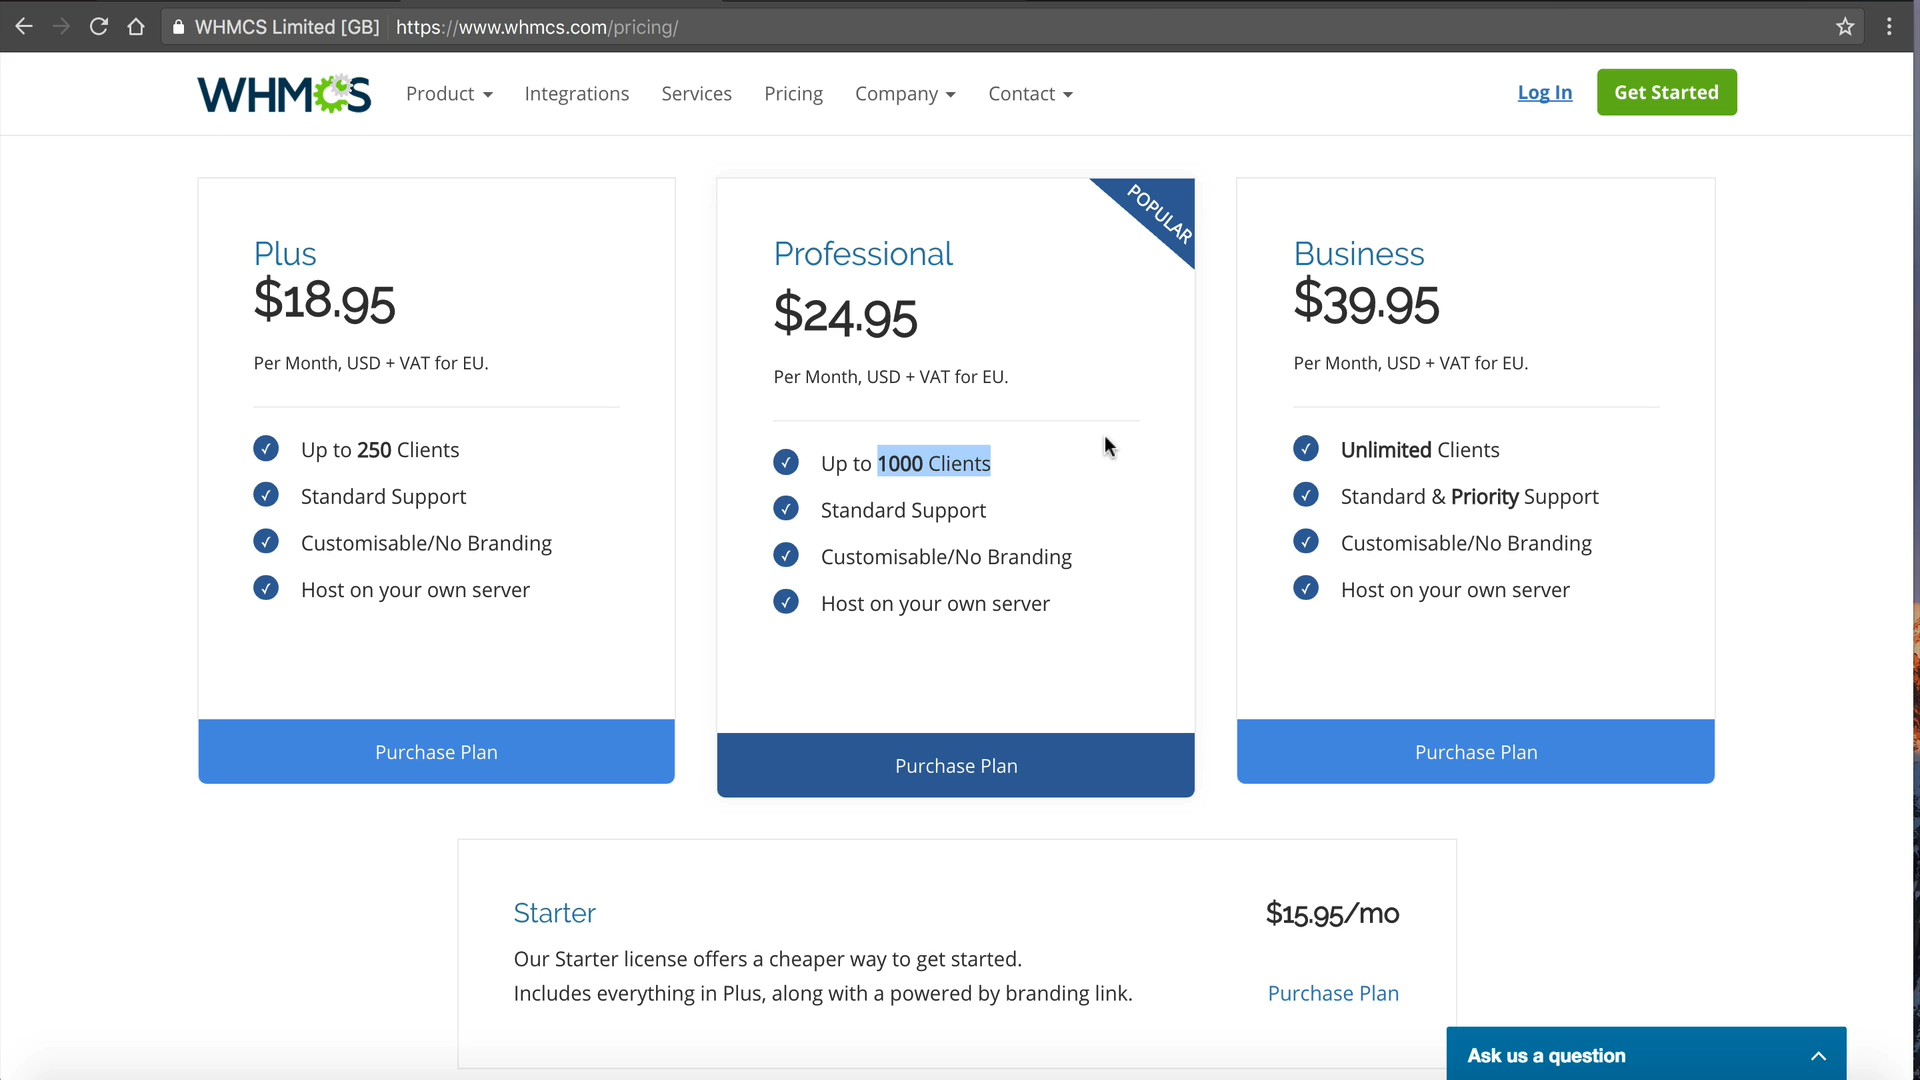 WHMCS Limited [GB] https://www.whmcs.com/pricing/
WHMCS Product Integrations Services Pricing Company Contact Log In Get Started
Plus
$18.95
Per Month, USD + VAT for EU.
Up to 250 Clients
Standard Support
Customisable/No Branding
Host on your own server
Purchase Plan
POPULAR
Professional
$24.95
Per Month, USD + VAT for EU.
Up to 1000 Clients
Standard Support
Customisable/No Branding
Host on your own server
Purchase Plan
Business
$39.95
Per Month, USD + VAT for EU.
Unlimited Clients
Standard & Priority Support
Customisable/No Branding
Host on your own server
Purchase Plan
Starter
$15.95/mo
Our Starter license offers a cheaper way to get started.
Includes everything in Plus, along with a powered by branding link.
Purchase Plan
Ask us a question